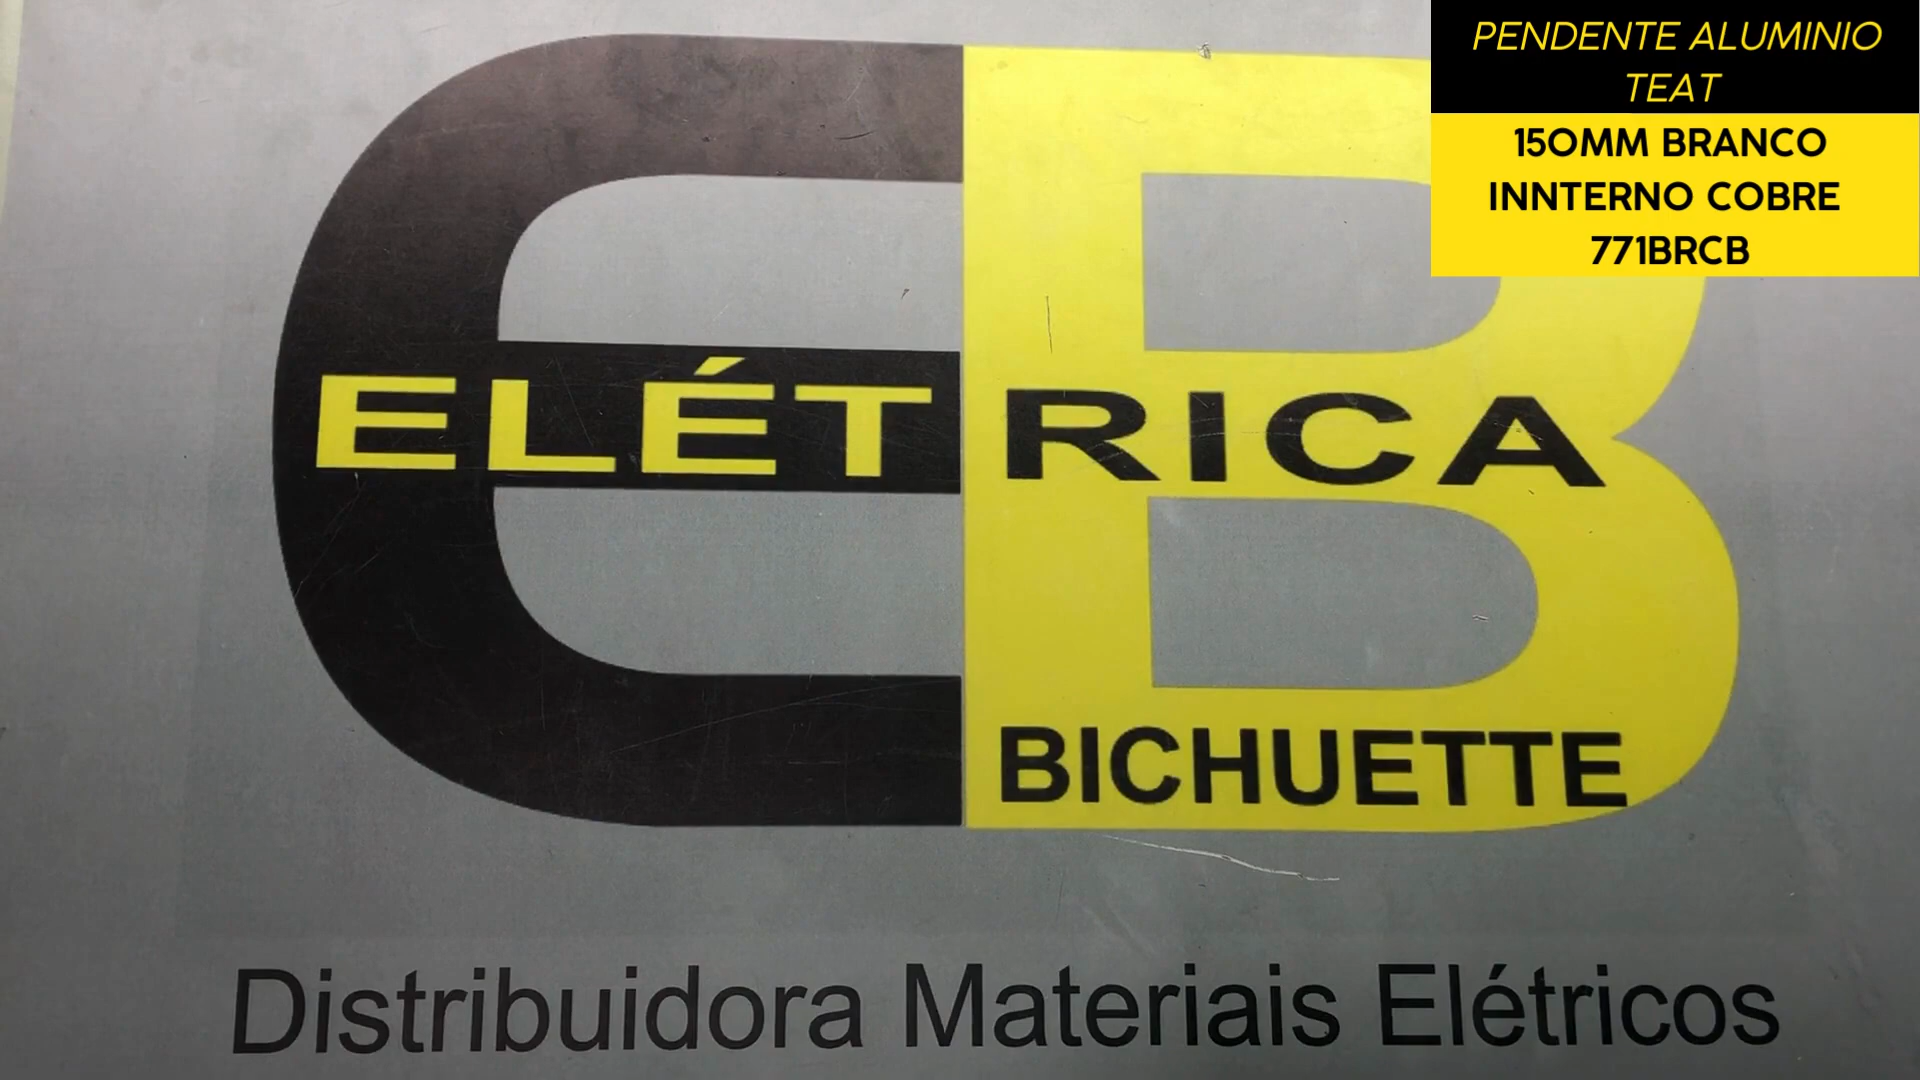 PENDENTE ALUMINIO
TEAT
150MM BRANCO
INNTERNO COBRE
771BRCB
ELÉTRICA
BICHUETTE
Distribuidora Materiais Elétricos